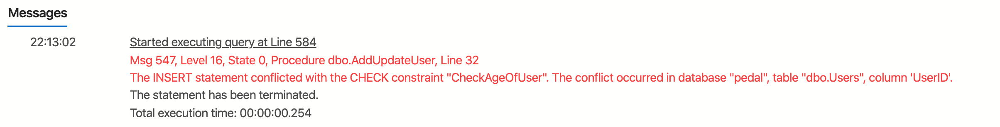 Messages
22:13:02 Started executing query at Line 584
Msg 547, Level 16, State 0, Procedure dbo.AddUpdateUser, Line 32
The INSERT statement conflicted with the CHECK constraint "CheckAgeOfUser". The conflict occurred in database "pedal", table "dbo.Users", column 'UserID'.
The statement has been terminated.
Total execution time: 00:00:00.254